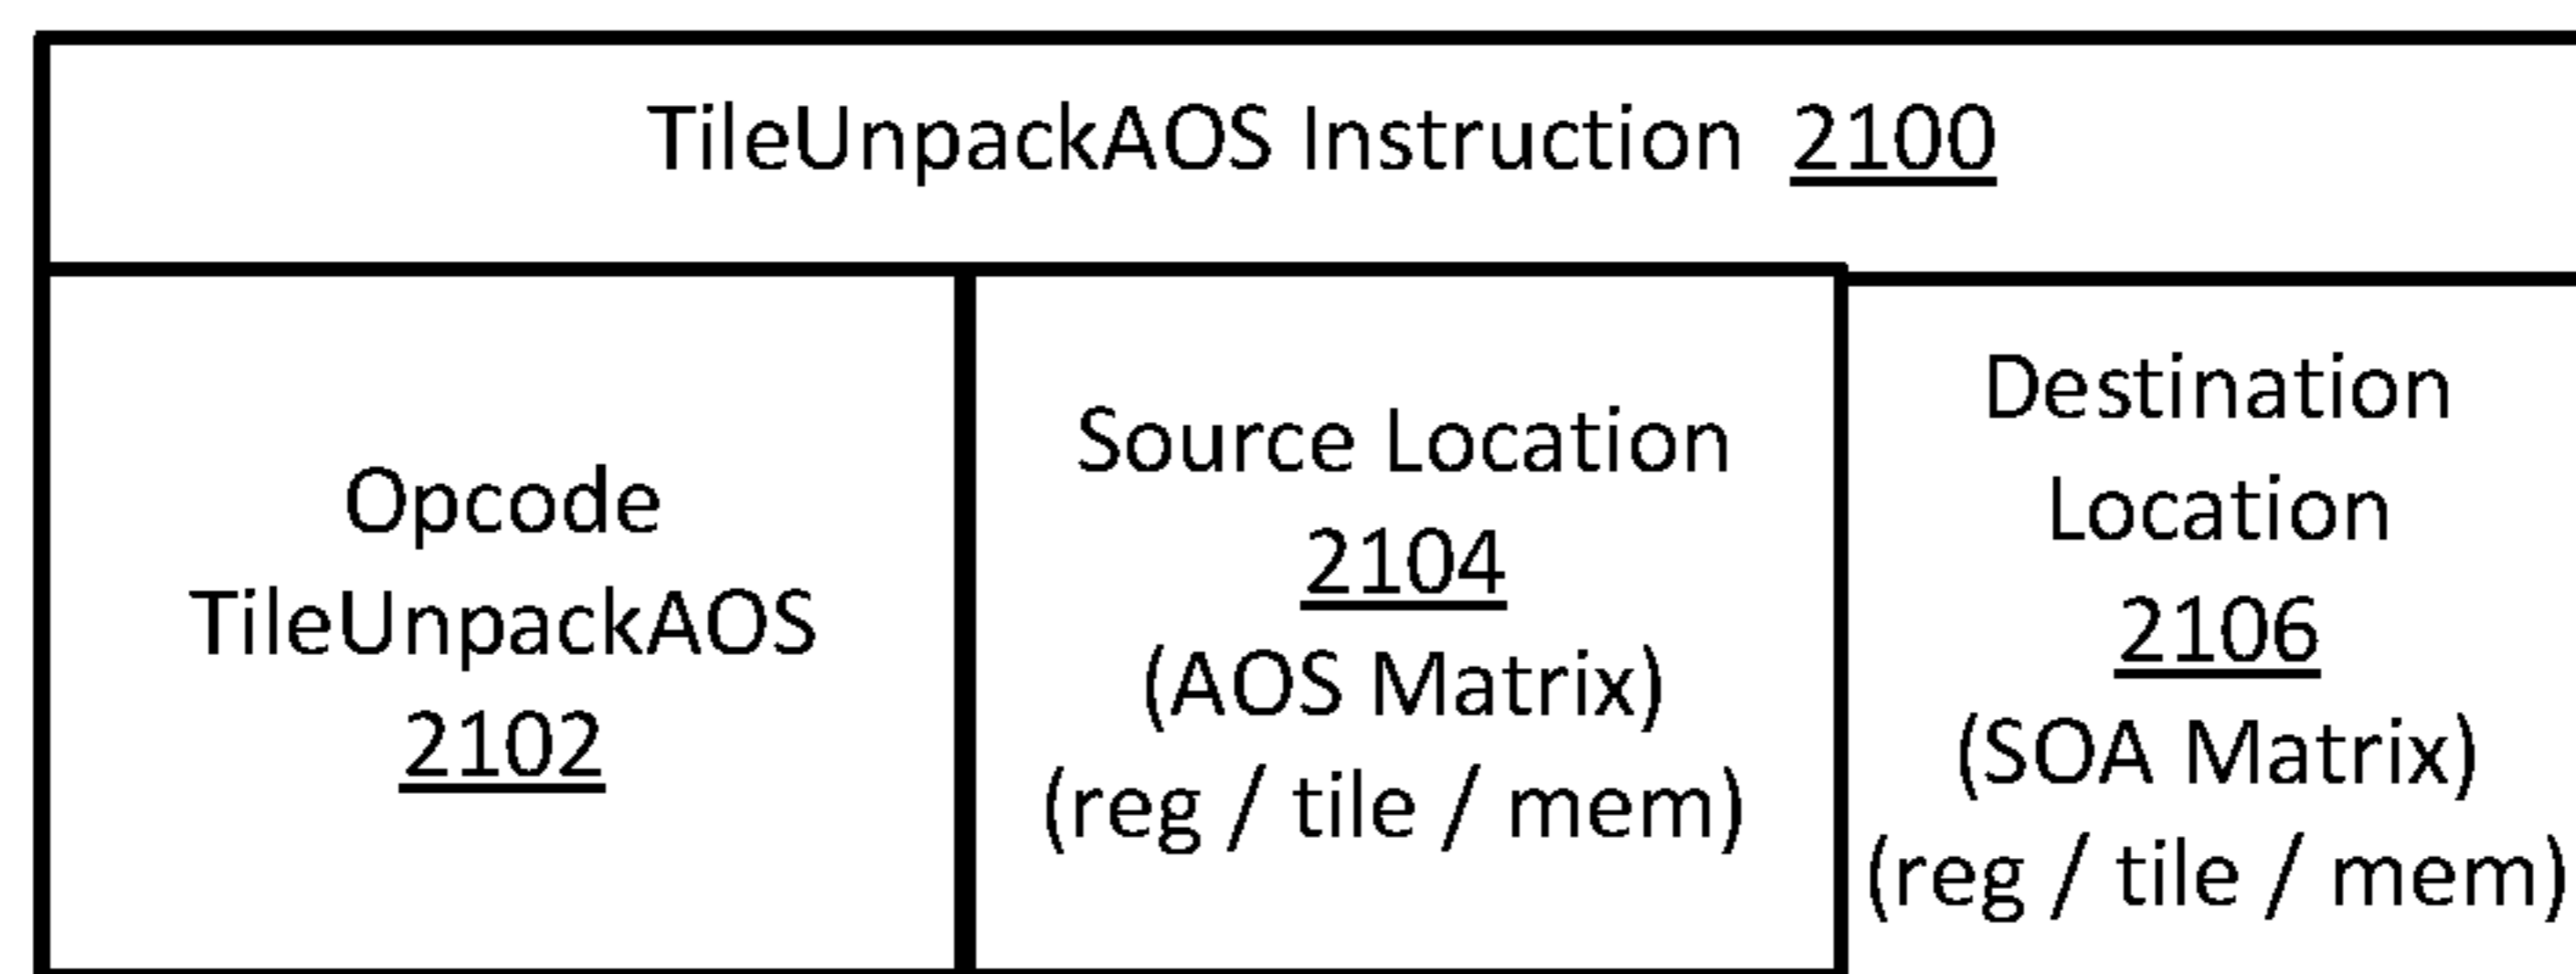 TileUnpackAOS Instruction 2100
Opcode
TileUnpackAOS
2102
Source Location
2104
(AOS Matrix)
(reg / tile / mem)
Destination
Location
2106
(SOA Matrix)
(reg / tile / mem)